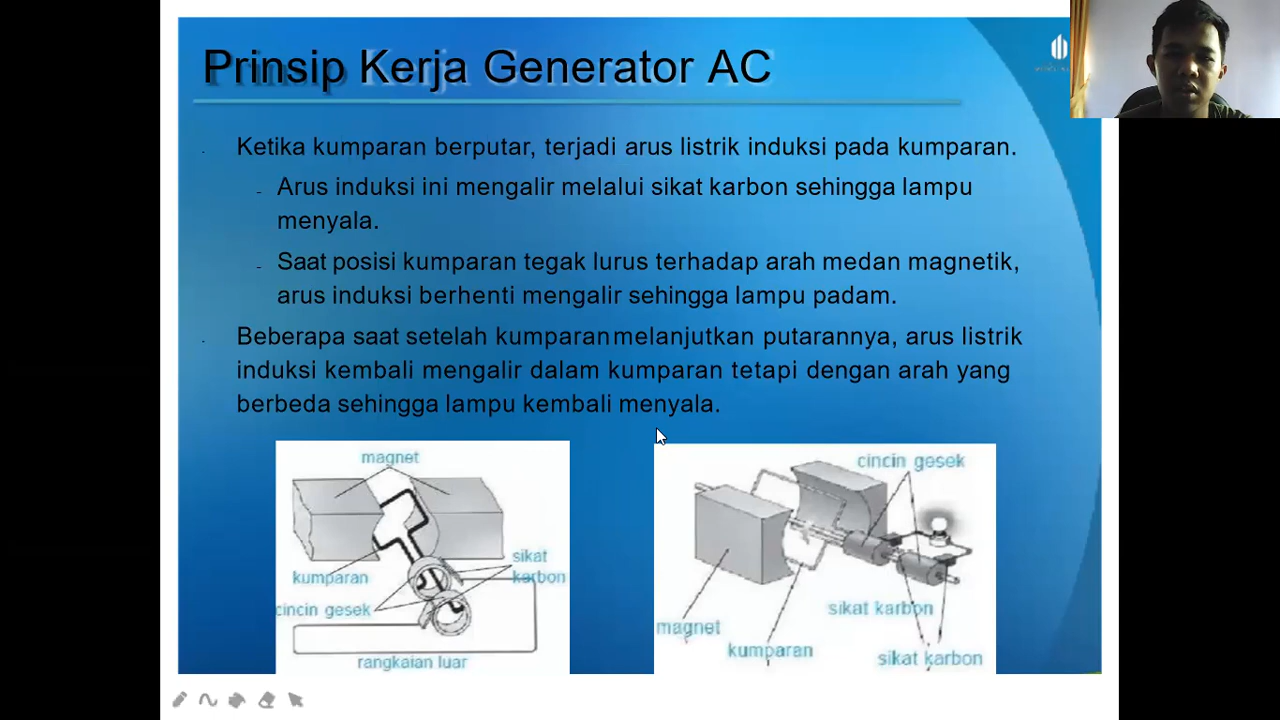 Prinsip Kerja Generator AC
Ketika kumparan berputar, terjadi arus listrik induksi pada kumparan.
- Arus induksi ini mengalir melalui sikat karbon sehingga lampu
menyala.
- Saat posisi kumparan tegak lurus terhadap arah medan magnetik,
arus induksi berhenti mengalir sehingga lampu padam.
Beberapa saat setelah kumparan melanjutkan putarannya, arus listrik
induksi kembali mengalir dalam kumparan tetapi dengan arah yang
berbeda sehingga lampu kembali menyala.
magnet
sikat
karbon
kumparan
cincin gesek
rangkaian luar
cincin gesek
sikat karbon
magnet
kumparan
sikat karbon